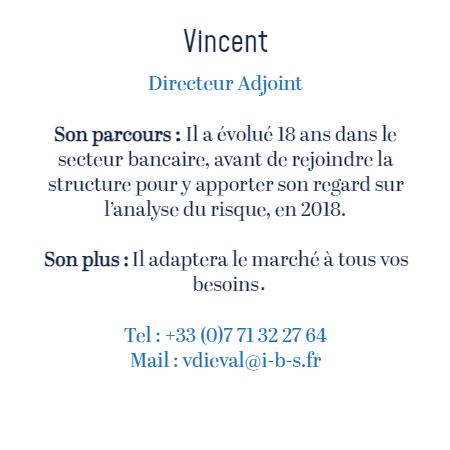 Vincent
Directeur Adjoint
Son parcours : Il a évolué 18 ans dans le
secteur bancaire, avant de rejoindre la
structure pour y apporter son regard sur
l'analyse du risque, en 2018.
Son plus : Il adaptera le marché à tous vos
besoins.
Tel : +33 (0)7 71 32 27 64
Mail : vdieval@i-b-s.fr